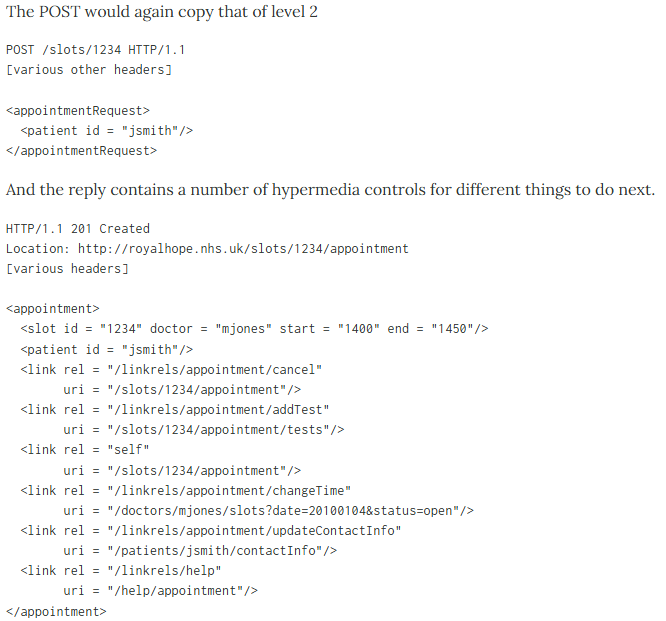 The POST would again copy that of level 2
POST /slots/1234 HTTP/1.1
[various other headers]
<appointmentRequest>
  <patient id = "jsmith"/>
</appointmentRequest>
And the reply contains a number of hypermedia controls for different things to do next.
HTTP/1.1 201 Created
Location: http://royalhope.nhs.uk/slots/1234/appointment
[various headers]
<appointment>
  <slot id = "1234" doctor = "mjones" start = "1400" end = "1450"/>
  <patient id = "jsmith"/>
  <link rel = "/linkrels/appointment/cancel"
        uri = "/slots/1234/appointment"/>
  <link rel = "/linkrels/appointment/addTest"
        uri = "/slots/1234/appointment/tests"/>
  <link rel = "self"
        uri = "/slots/1234/appointment"/>
  <link rel = "/linkrels/appointment/changeTime"
        uri = "/doctors/mjones/slots?date=20100104&status=open"/>
  <link rel = "/linkrels/appointment/updateContactInfo"
        uri = "/patients/jsmith/contactInfo"/>
  <link rel = "/linkrels/help"
        uri = "/help/appointment"/>
</appointment>